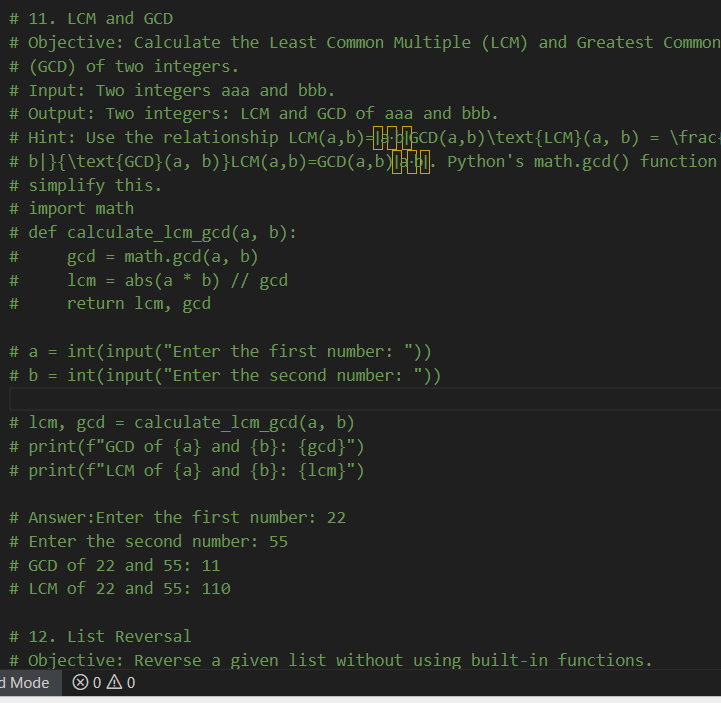 # 11. LCM and GCD
# Objective: Calculate the Least Common Multiple (LCM) and Greatest Common
# (GCD) of two integers.
# Input: Two integers aaa and bbb.
# Output: Two integers: LCM and GCD of aaa and bbb.
# Hint: Use the relationship LCM(a,b)=∣a⋅b∣GCD(a,b)\text{LCM}(a, b) = \frac{
# b|}{\text{GCD}(a, b)}LCM(a,b)=GCD(a,b)∣a⋅b∣. Python's math.gcd() function
# simplify this.
# import math
# def calculate_lcm_gcd(a, b):
#     gcd = math.gcd(a, b)
#     lcm = abs(a * b) // gcd
#     return lcm, gcd
# a = int(input("Enter the first number: "))
# b = int(input("Enter the second number: "))
# lcm, gcd = calculate_lcm_gcd(a, b)
# print(f"GCD of {a} and {b}: {gcd}")
# print(f"LCM of {a} and {b}: {lcm}")
# Answer:Enter the first number: 22
# Enter the second number: 55
# GCD of 22 and 55: 11
# LCM of 22 and 55: 110
# 12. List Reversal
# Objective: Reverse a given list without using built-in functions.
d Mode 0 0